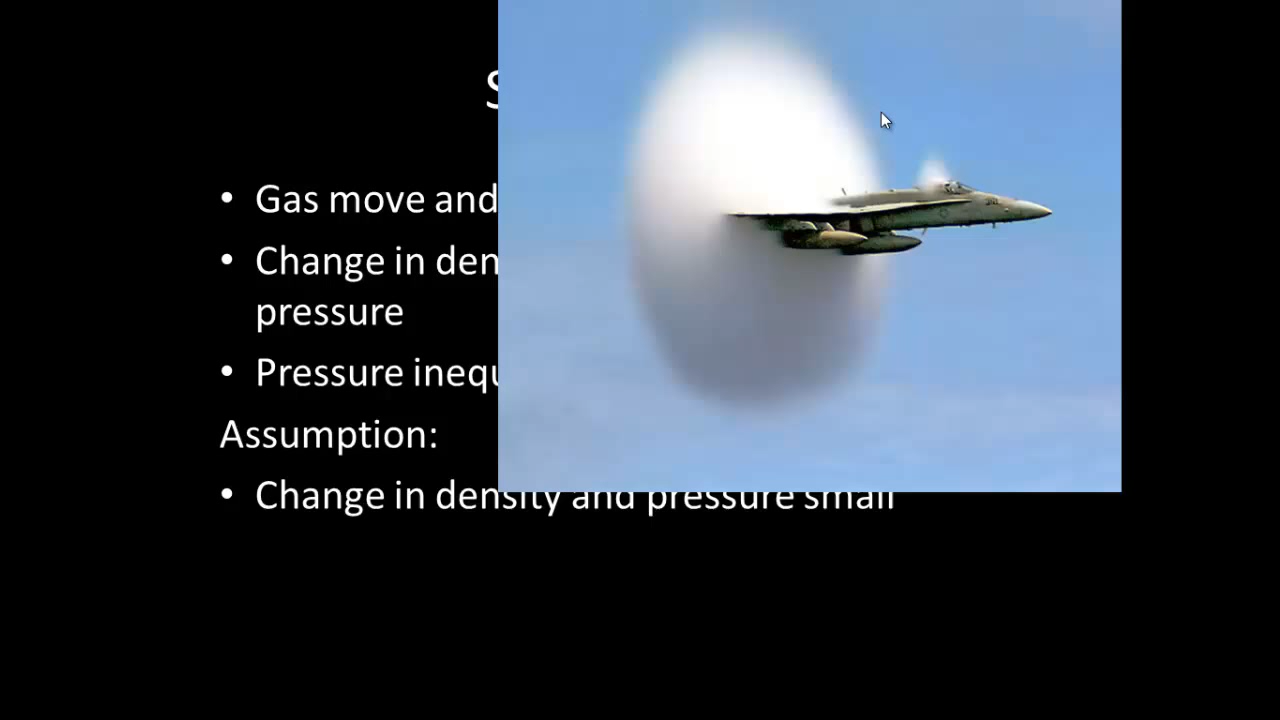 • Gas move and
• Change in den
pressure
• Pressure inequ
Assumption:
• Change in density and pressure small